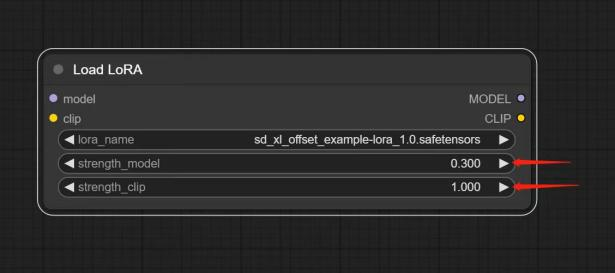 Load LoRA
model MODEL
clip CLIP
lora_name sd_xl_offset_example-lora_1.0.safetensors
strength_model 0.300
strength_clip 1.000